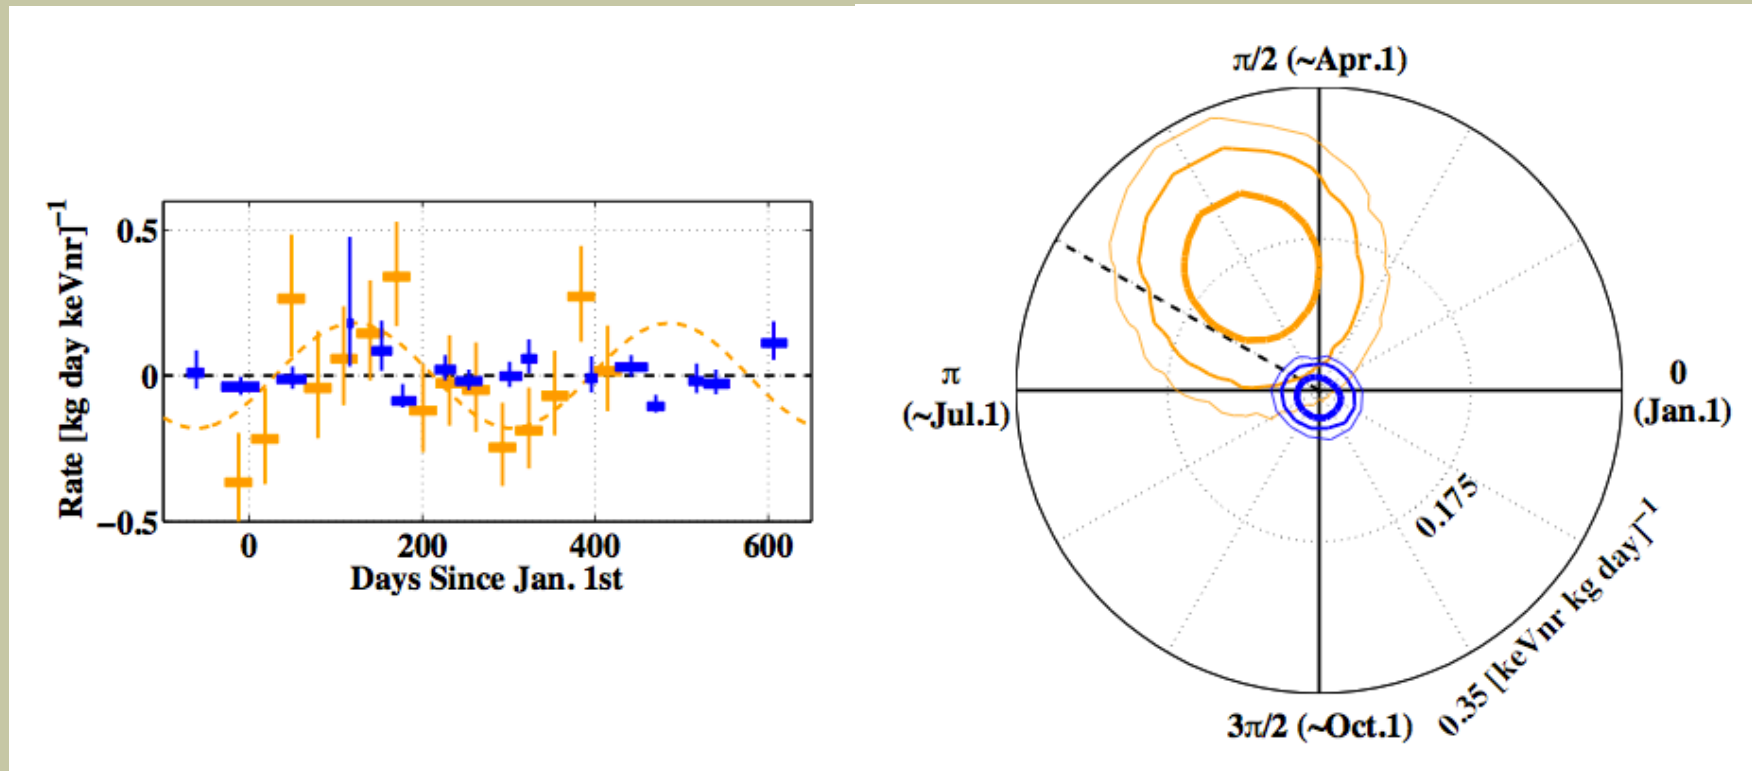 Rate [kg day keVnr]⁻¹
0.5
0
−0.5
0 200 400 600
Days Since Jan. 1st
π/2 (~Apr.1)
π
(~Jul.1)
0
(Jan.1)
0.175
0.35 [keVnr kg day]⁻¹
3π/2 (~Oct.1)